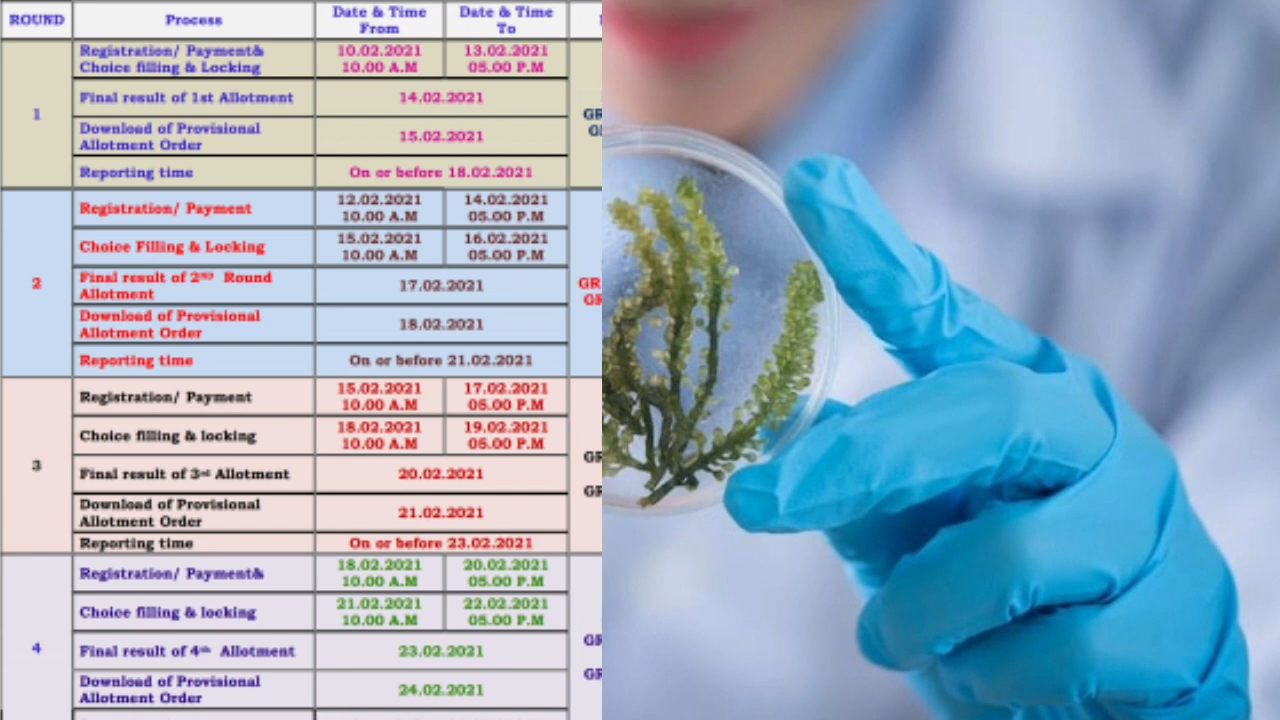 ROUND
Process
Date & Time
From
Date & Time
To
1
Registration/ Payment&
Choice filling & Locking
10.02.2021
10.00 A.M
13.02.2021
05.00 P.M
Final result of 1st Allotment
14.02.2021
Download of Provisional
Allotment Order
15.02.2021
Reporting time
On or before 18.02.2021
2
Registration/ Payment
12.02.2021
10.00 A.M
14.02.2021
05.00 P.M
Choice Filling & Locking
15.02.2021
10.00 A.M
16.02.2021
05.00 P.M
Final result of 2ND Round
Allotment
17.02.2021
Download of Provisional
Allotment Order
18.02.2021
Reporting time
On or before 21.02.2021
3
Registration/ Payment
15.02.2021
10.00 A.M
17.02.2021
05.00 P.M
Choice filling & locking
18.02.2021
10.00 A.M
19.02.2021
05.00 P.M
Final result of 3rd Allotment
20.02.2021
Download of Provisional
Allotment Order
21.02.2021
Reporting time
On or before 23.02.2021
4
Registration/ Payment&
18.02.2021
10.00 A.M
20.02.2021
05.00 P.M
Choice filling & locking
21.02.2021
10.00 A.M
22.02.2021
05.00 P.M
Final result of 4th Allotment
23.02.2021
Download of Provisional
Allotment Order
24.02.2021